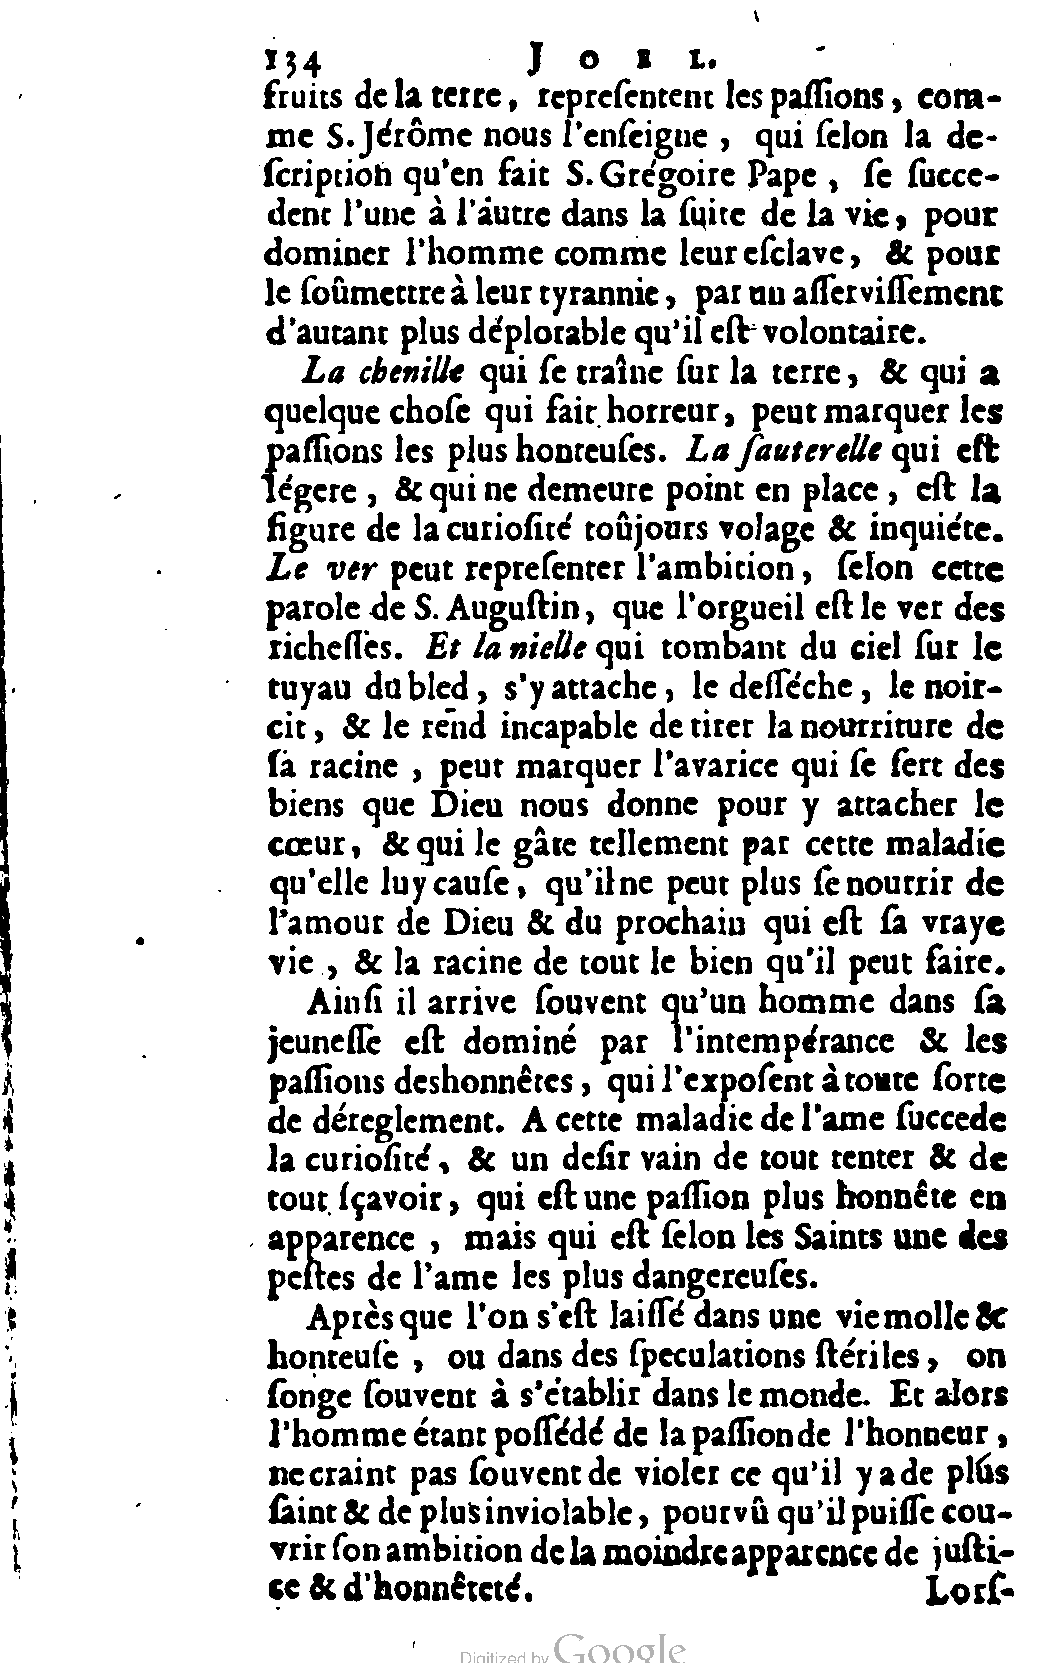 134 JOEL.
fruits de la terre, repreſentent les paſſions, com-
me S. Jérôme nous l'enſeigne, qui ſelon la de-
ſcription qu'en fait S. Grégoire Pape, ſe ſucce-
dent l'une à l'autre dans la ſuite de la vie, pour
dominer l'homme comme leur eſclave, & pour
le ſoûmettre à leur tyrannie, par un aſſerviſſement
d'autant plus déplorable qu'il eſt volontaire.
La chenille qui ſe traîne ſur la terre, & qui a
quelque choſe qui fait horreur, peut marquer les
paſſions les plus honteuſes. La ſauterelle qui eſt
légere, & qui ne demeure point en place, eſt la
figure de la curioſité toûjours volage & inquiéte.
Le ver peut repreſenter l'ambition, ſelon cette
parole de S. Auguſtin, que l'orgueil eſt le ver des
richeſſes. Et la nielle qui tombant du ciel ſur le
tuyau du bled, s'y attache, le deſſéche, le noir-
cit, & le rend incapable de tirer la nourriture de
ſa racine, peut marquer l'avarice qui ſe ſert des
biens que Dieu nous donne pour y attacher le
cœur, & qui le gâte tellement par cette maladie
qu'elle luy cauſe, qu'il ne peut plus ſe nourrir de
l'amour de Dieu & du prochain qui eſt ſa vraye
vie, & la racine de tout le bien qu'il peut faire.
Ainſi il arrive ſouvent qu'un homme dans ſa
jeuneſſe eſt dominé par l'intempérance & les
paſſions deshonnêtes, qui l'expoſent à toute ſorte
de déreglement. A cette maladie de l'ame ſuccede
la curioſité, & un deſir vain de tout tenter & de
tout ſçavoir, qui eſt une paſſion plus honnête en
apparence, mais qui eſt ſelon les Saints une des
peſtes de l'ame les plus dangereuſes.
Après que l'on s'eſt laiſſé dans une vie molle &
honteuſe, ou dans des ſpeculations ſtériles, on
ſonge ſouvent à s'établir dans le monde. Et alors
l'homme étant poſſédé de la paſſion de l'honneur,
ne craint pas ſouvent de violer ce qu'il y a de plus
ſaint & de plus inviolable, pourvû qu'il puiſſe cou-
vrir ſon ambition de la moindre apparence de juſti-
ce & d'honnêteté. Lorſ-
Digitized by Google